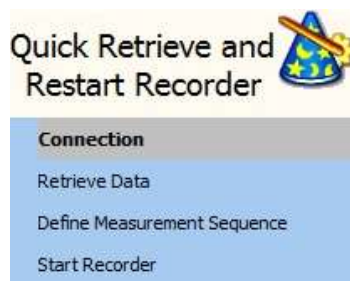 Quick Retrieve and
Restart Recorder
Connection
Retrieve Data
Define Measurement Sequence
Start Recorder